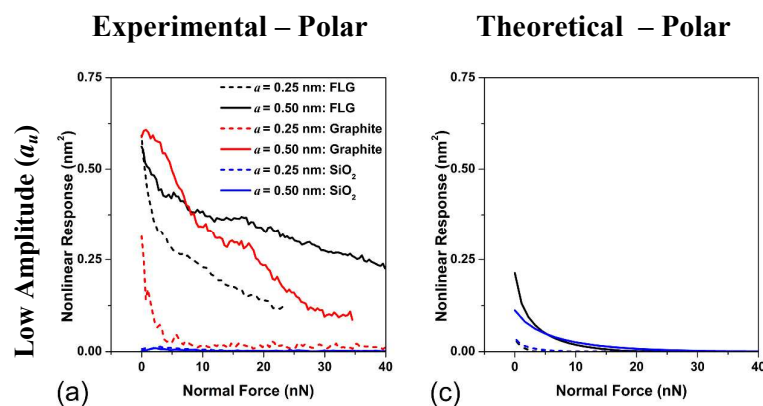 Experimental – Polar
Theoretical – Polar
Low Amplitude (aᵤ)
Nonlinear Response (nm²)
0.75
0.50
0.25
0.00
a = 0.25 nm: FLG
a = 0.50 nm: FLG
a = 0.25 nm: Graphite
a = 0.50 nm: Graphite
a = 0.25 nm: SiO₂
a = 0.50 nm: SiO₂
0 10 20 30 40
(a) Normal Force (nN)
Nonlinear Response (nm²)
0.75
0.50
0.25
0.00
0 10 20 30 40
(c) Normal Force (nN)